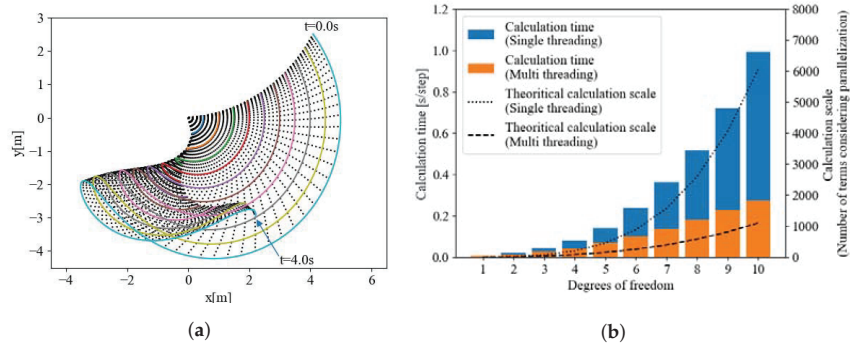 3
2
1
0
−1
−2
−3
−4
y[m]
−4 −2 0 2 4 6
x[m]
t=0.0s
t=4.0s
(a)
1.2
1.0
0.8
0.6
0.4
0.2
0.0
Calculation time [s/step]
Calculation time
(Single threading)
Calculation time
(Multi threading)
Theoritical calculation scale
(Single threading)
Theoritical calculation scale
(Multi threading)
1 2 3 4 5 6 7 8 9 10
Degrees of freedom
8000
7000
6000
5000
4000
3000
2000
1000
0
Calculation scale
(Number of terms considering parallelization)
(b)